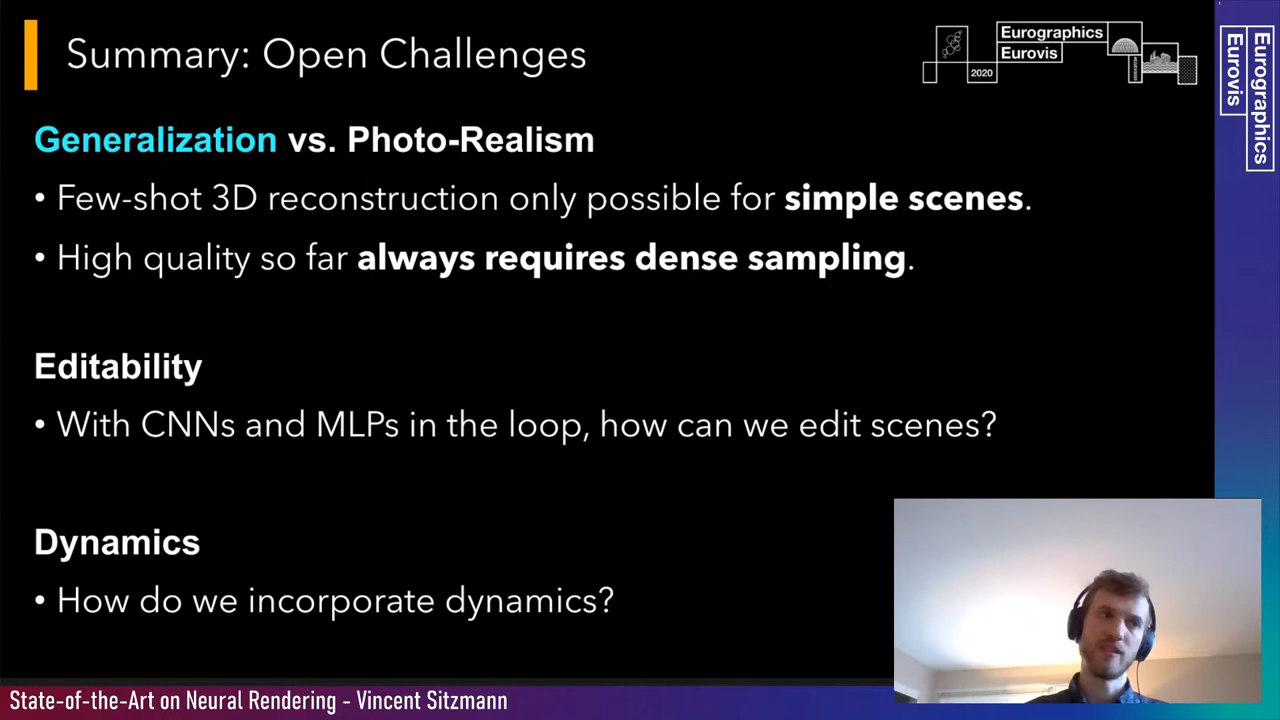 Summary: Open Challenges
Eurographics
Eurovis
2020
Eurographics
Eurovis
Generalization vs. Photo-Realism
• Few-shot 3D reconstruction only possible for simple scenes.
• High quality so far always requires dense sampling.
Editability
• With CNNs and MLPs in the loop, how can we edit scenes?
Dynamics
• How do we incorporate dynamics?
State-of-the-Art on Neural Rendering – Vincent Sitzmann